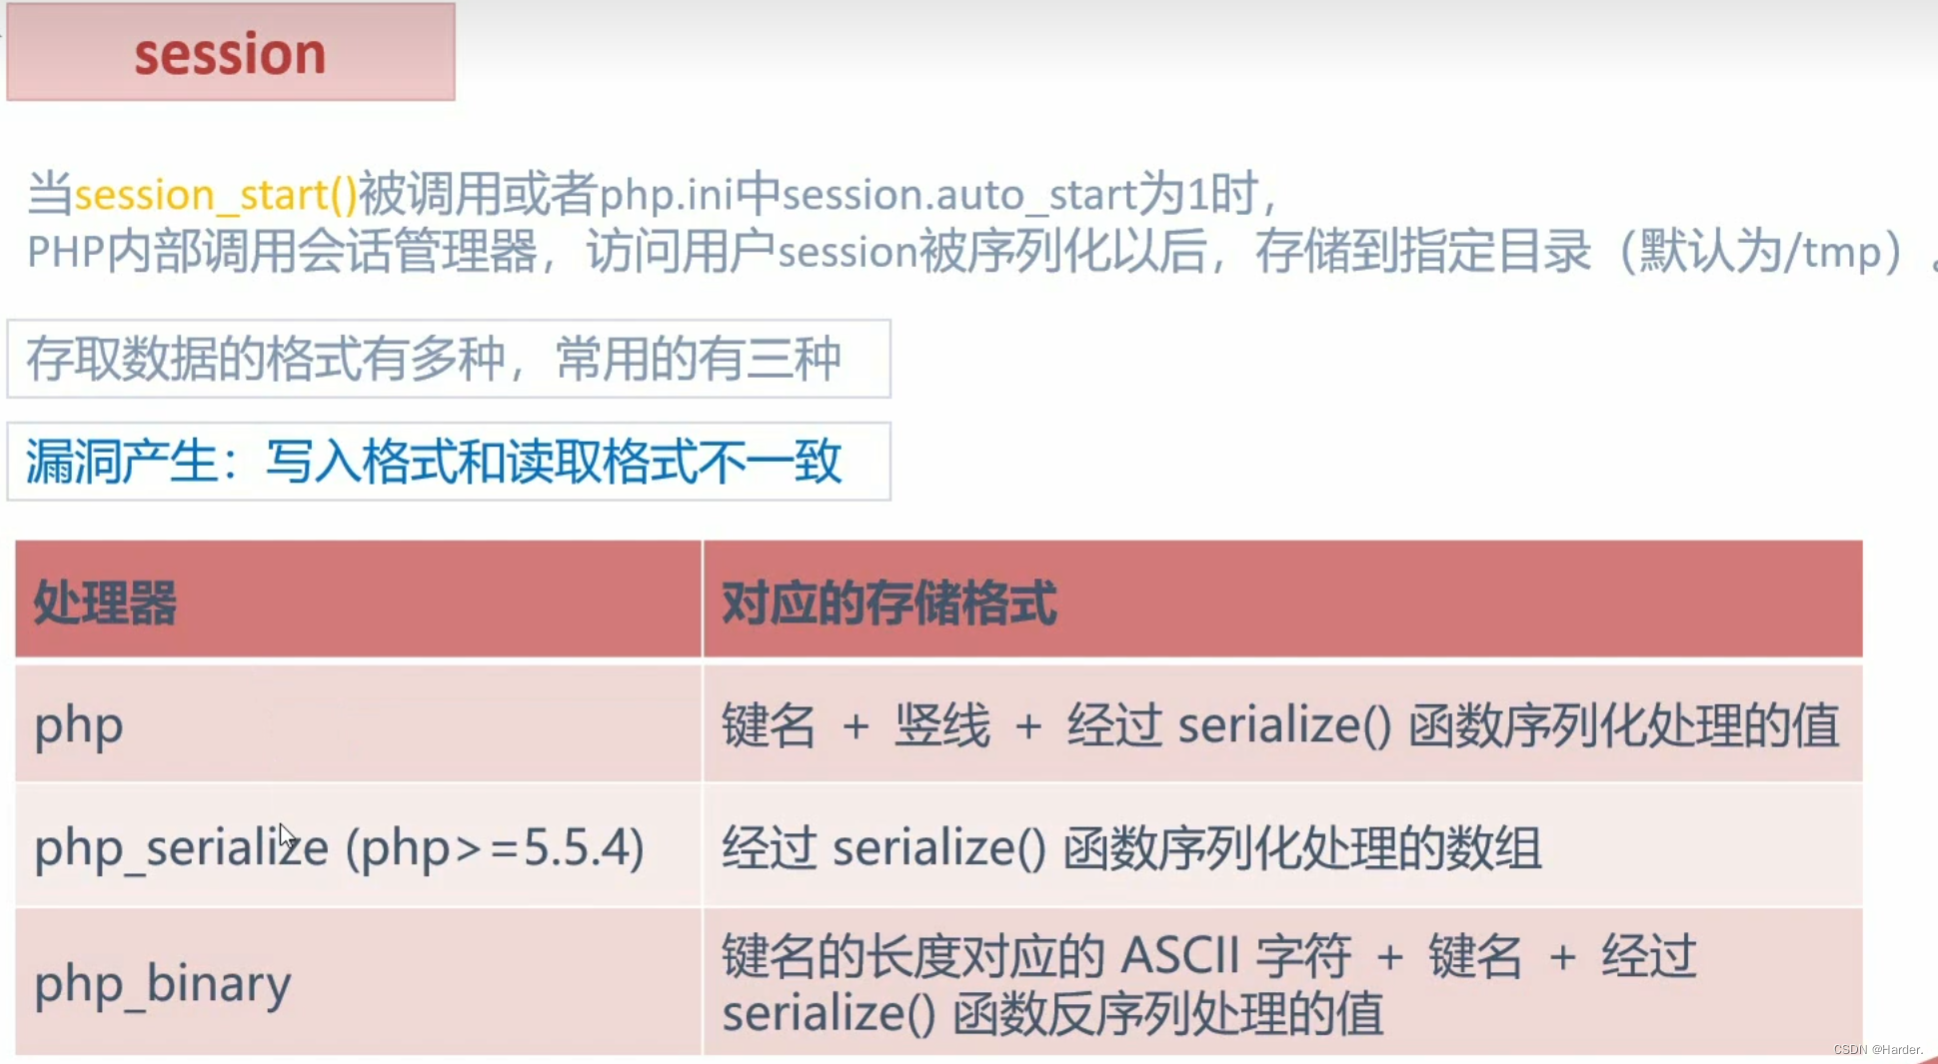 session
当session_start()被调用或者php.ini中session.auto_start为1时，
PHP内部调用会话管理器，访问用户session被序列化以后，存储到指定目录（默认为/tmp）。
存取数据的格式有多种，常用的有三种
漏洞产生：写入格式和读取格式不一致
处理器 对应的存储格式
php 键名 + 竖线 + 经过 serialize() 函数序列化处理的值
php_serialize (php>=5.5.4) 经过 serialize() 函数序列化处理的数组
php_binary 键名的长度对应的 ASCII 字符 + 键名 + 经过
serialize() 函数反序列处理的值
CSDN @Harder.